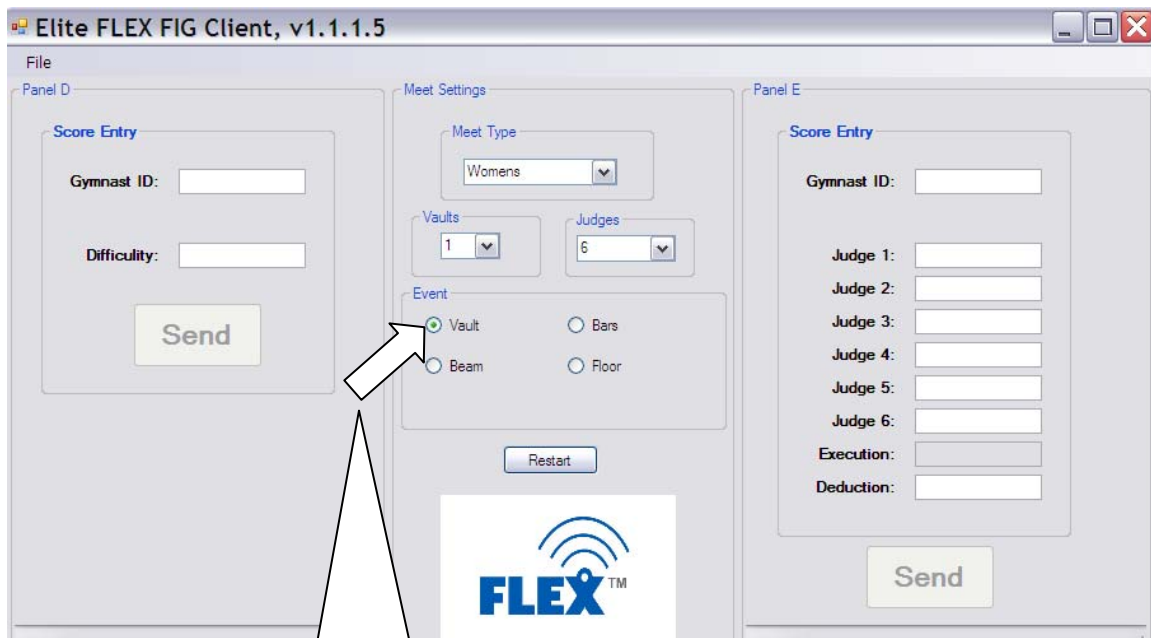 Elite FLEX FIG Client, v1.1.1.5
File
Panel D
Score Entry
Gymnast ID:
Difficulity:
Send
Meet Settings
Meet Type
Womens
Vaults
1
Judges
6
Event
Vault
Bars
Beam
Floor
Restart
FLEX™
Panel E
Score Entry
Gymnast ID:
Judge 1:
Judge 2:
Judge 3:
Judge 4:
Judge 5:
Judge 6:
Execution:
Deduction:
Send